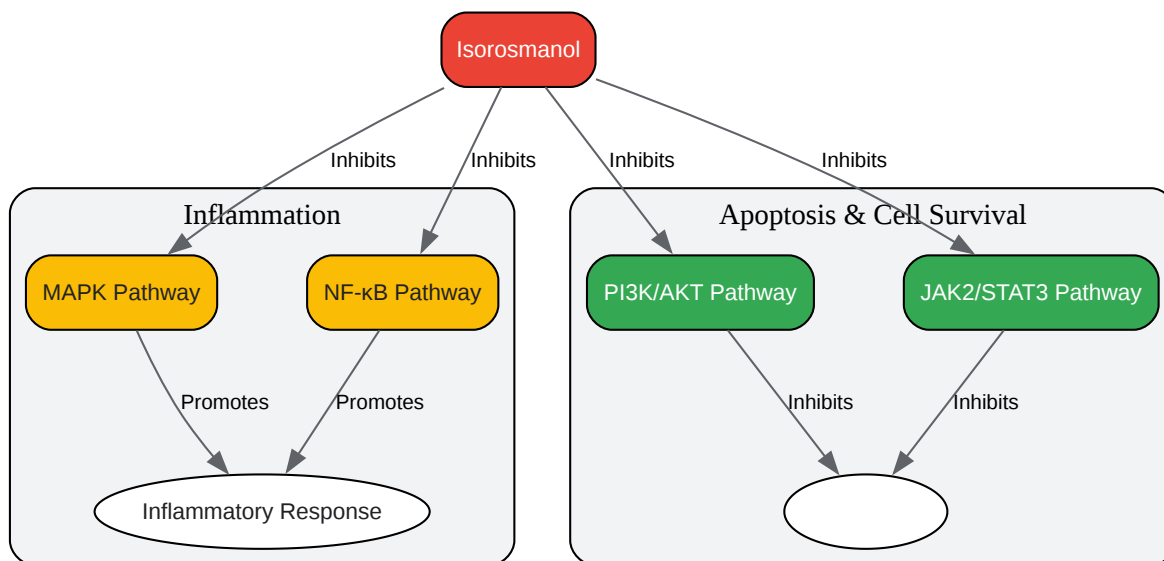 Isorosmanol
Inhibits
Inhibits
Inhibits
Inhibits
Inflammation
Apoptosis & Cell Survival
MAPK Pathway
NF-κB Pathway
PI3K/AKT Pathway
JAK2/STAT3 Pathway
Promotes
Promotes
Inhibits
Inhibits
Inflammatory Response